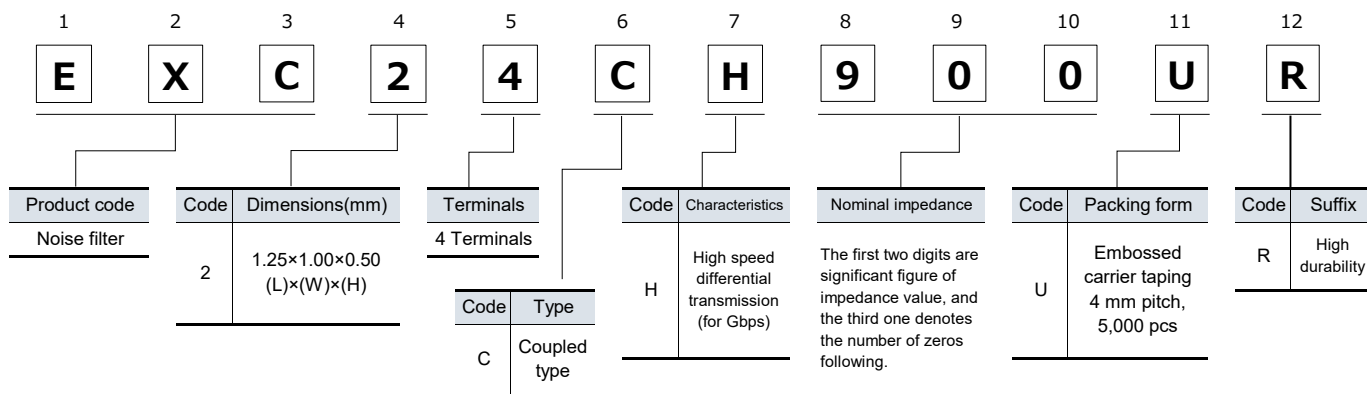 1 2 3 4 5 6 7 8 9 10 11 12
E X C 2 4 C H 9 0 0 U R
Product code
Noise filter
Code Dimensions(mm)
2
1.25×1.00×0.50
(L)×(W)×(H)
Terminals
4 Terminals
Code Type
C
Coupled
type
Code Characteristics
H
High speed
differential
transmission
(for Gbps)
Nominal impedance
The first two digits are
significant figure of
impedance value, and
the third one denotes
the number of zeros
following.
Code Packing form
U
Embossed
carrier taping
4 mm pitch,
5,000 pcs
Code Suffix
R
High
durability